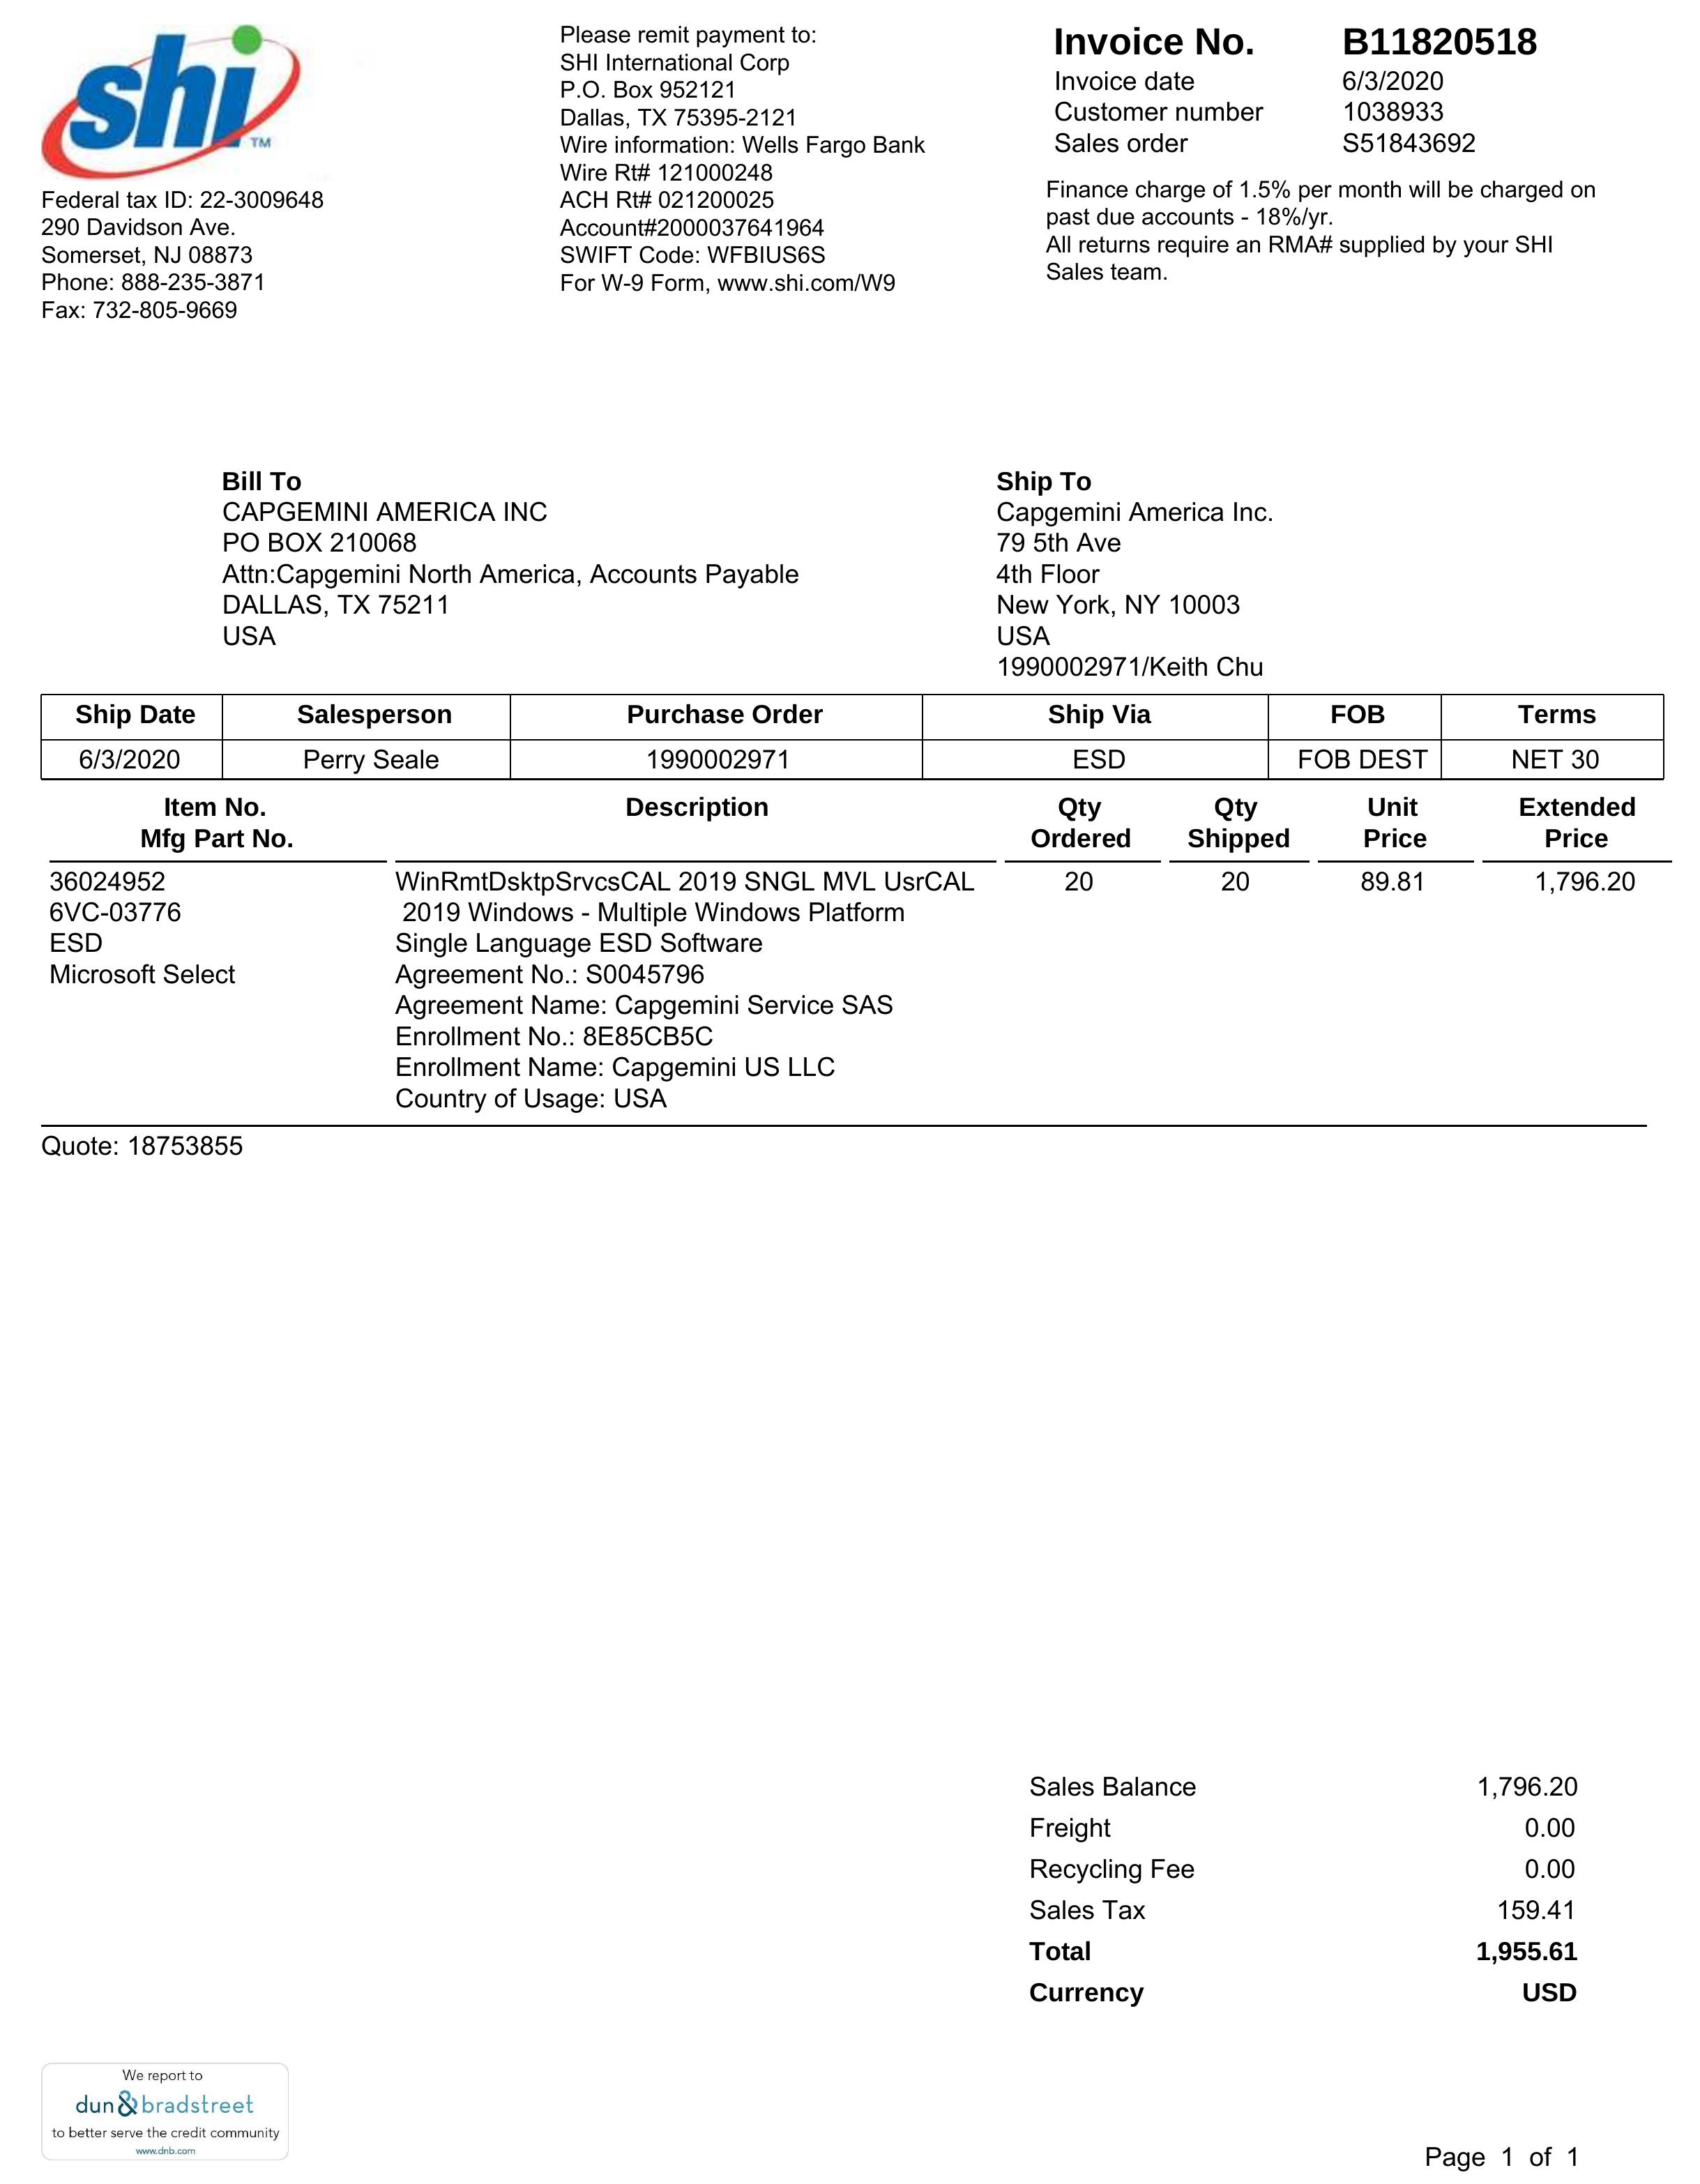 shi
TM
Federal tax ID: 22-3009648
290 Davidson Ave.
Somerset, NJ 08873
Phone: 888-235-3871
Fax: 732-805-9669
Please remit payment to:
SHI International Corp
P.O. Box 952121
Dallas, TX 75395-2121
Wire information: Wells Fargo Bank
Wire Rt# 121000248
ACH Rt# 021200025
Account#2000037641964
SWIFT Code: WFBIUS6S
For W-9 Form, www.shi.com/W9
Invoice No. B11820518
Invoice date 6/3/2020
Customer number 1038933
Sales order S51843692
Finance charge of 1.5% per month will be charged on
past due accounts - 18%/yr.
All returns require an RMA# supplied by your SHI
Sales team.
Bill To
CAPGEMINI AMERICA INC
PO BOX 210068
Attn:Capgemini North America, Accounts Payable
DALLAS, TX 75211
USA
Ship To
Capgemini America Inc.
79 5th Ave
4th Floor
New York, NY 10003
USA
1990002971/Keith Chu
Ship Date Salesperson Purchase Order Ship Via FOB Terms
6/3/2020 Perry Seale 1990002971 ESD FOB DEST NET 30
Item No. Description Qty Qty Unit Extended
Mfg Part No. Ordered Shipped Price Price
36024952 WinRmtDsktpSrvcsCAL 2019 SNGL MVL UsrCAL 20 20 89.81 1,796.20
6VC-03776 2019 Windows - Multiple Windows Platform
ESD Single Language ESD Software
Microsoft Select Agreement No.: S0045796
Agreement Name: Capgemini Service SAS
Enrollment No.: 8E85CB5C
Enrollment Name: Capgemini US LLC
Country of Usage: USA
Quote: 18753855
Sales Balance 1,796.20
Freight 0.00
Recycling Fee 0.00
Sales Tax 159.41
Total 1,955.61
Currency USD
We report to
dun & bradstreet
to better serve the credit community
www.dnb.com
Page 1 of 1